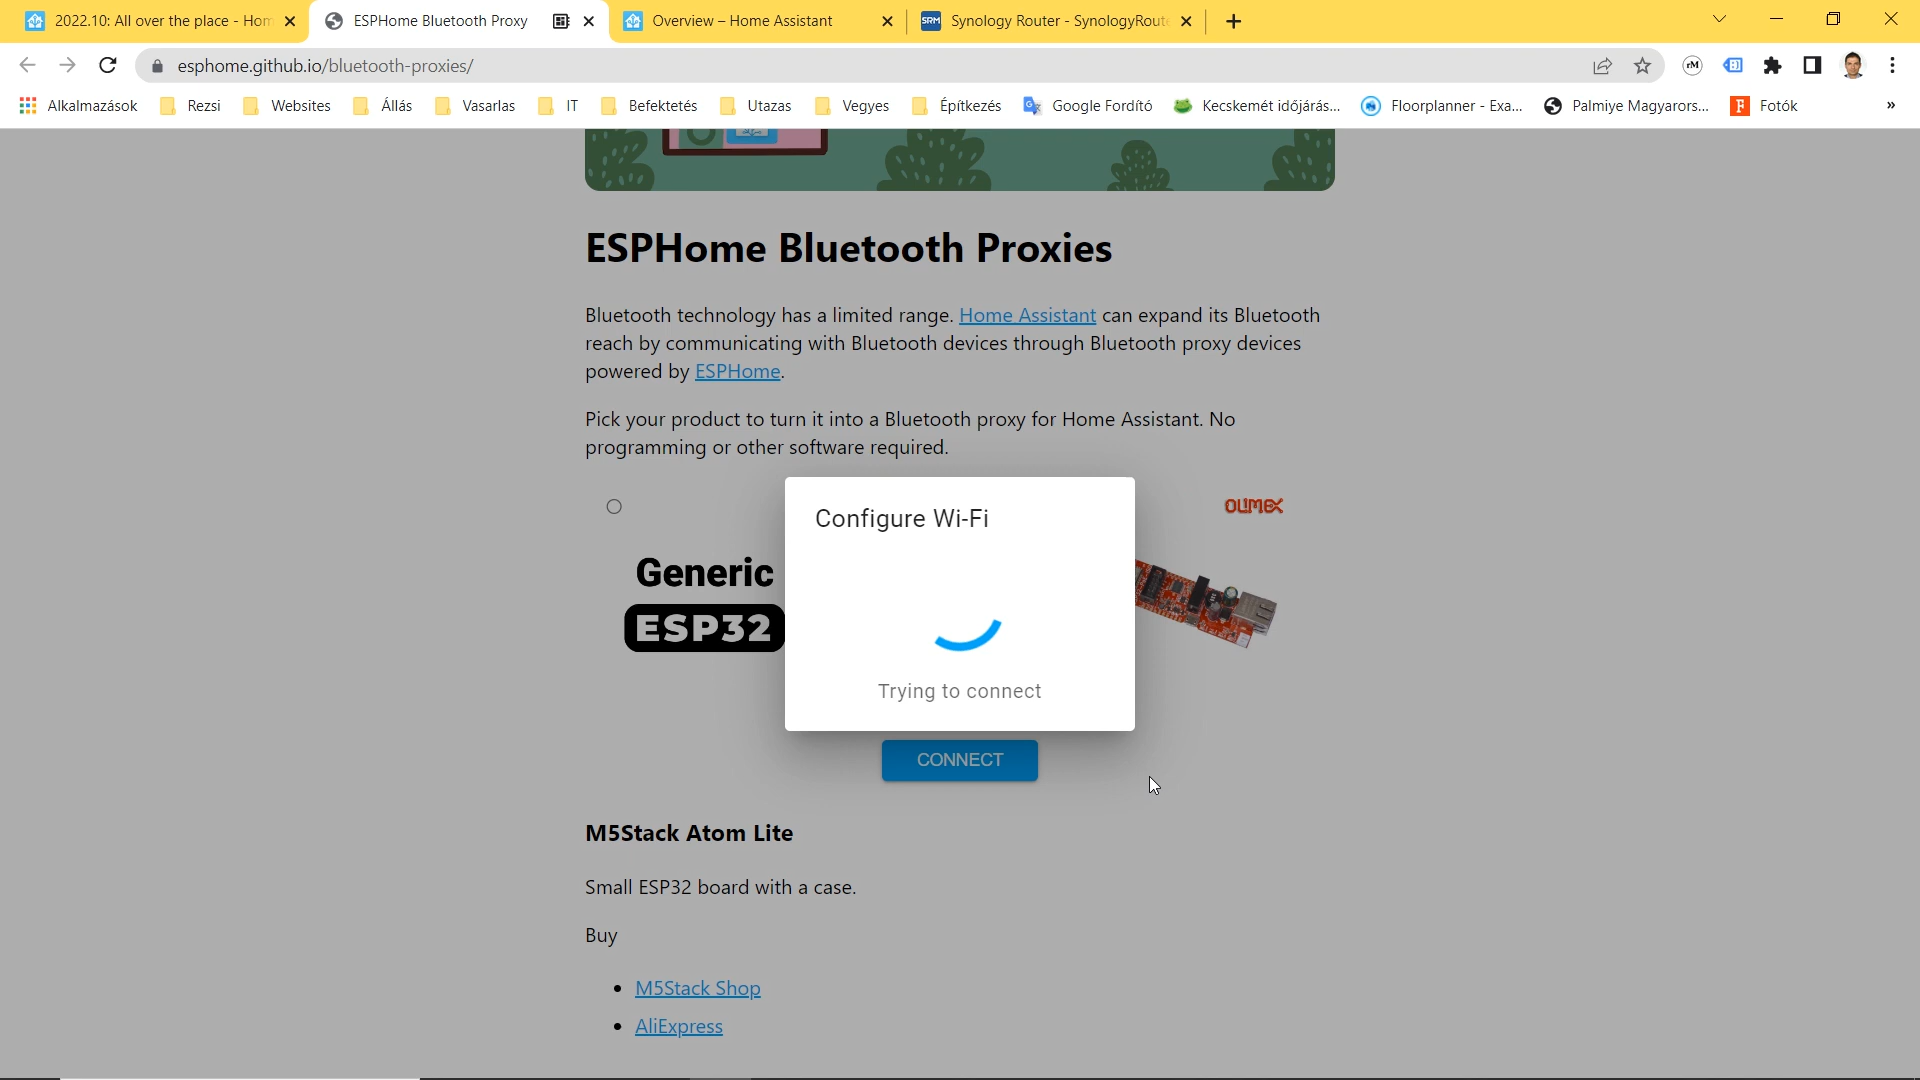 2022.10: All over the place - Hom
ESPHome Bluetooth Proxy
Overview – Home Assistant
SRM
Synology Router - SynologyRoute
esphome.github.io/bluetooth-proxies/
rM
Alkalmazások
Rezsi
Websites
Állás
Vasarlas
IT
Befektetés
Utazas
Vegyes
Építkezés
Google Fordító
Kecskemét időjárás...
Floorplanner - Exa...
Palmiye Magyarors...
F
Fotók
»
ESPHome Bluetooth Proxies
Bluetooth technology has a limited range. Home Assistant can expand its Bluetooth
reach by communicating with Bluetooth devices through Bluetooth proxy devices
powered by ESPHome.
Pick your product to turn it into a Bluetooth proxy for Home Assistant. No
programming or other software required.
Generic
ESP32
Configure Wi-Fi
Trying to connect
OLIMEX
CONNECT
M5Stack Atom Lite
Small ESP32 board with a case.
Buy
• M5Stack Shop
• AliExpress